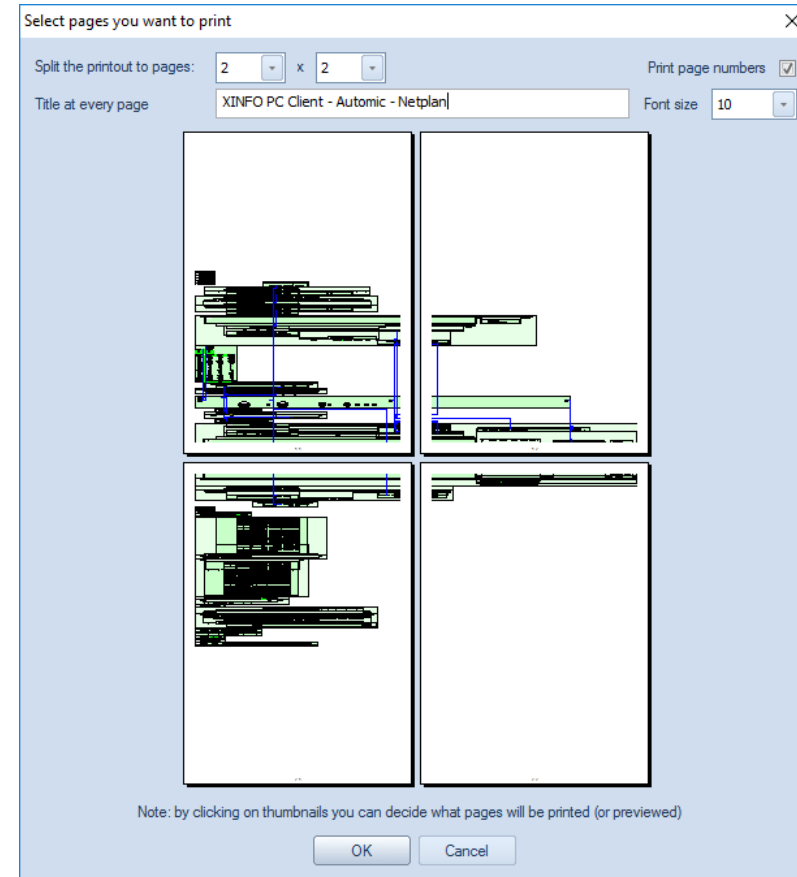 Select pages you want to print
Split the printout to pages: 2 x 2 Print page numbers
Title at every page XINFO PC Client - Automic - Netplan Font size 10
Note: by clicking on thumbnails you can decide what pages will be printed (or previewed)
OK Cancel